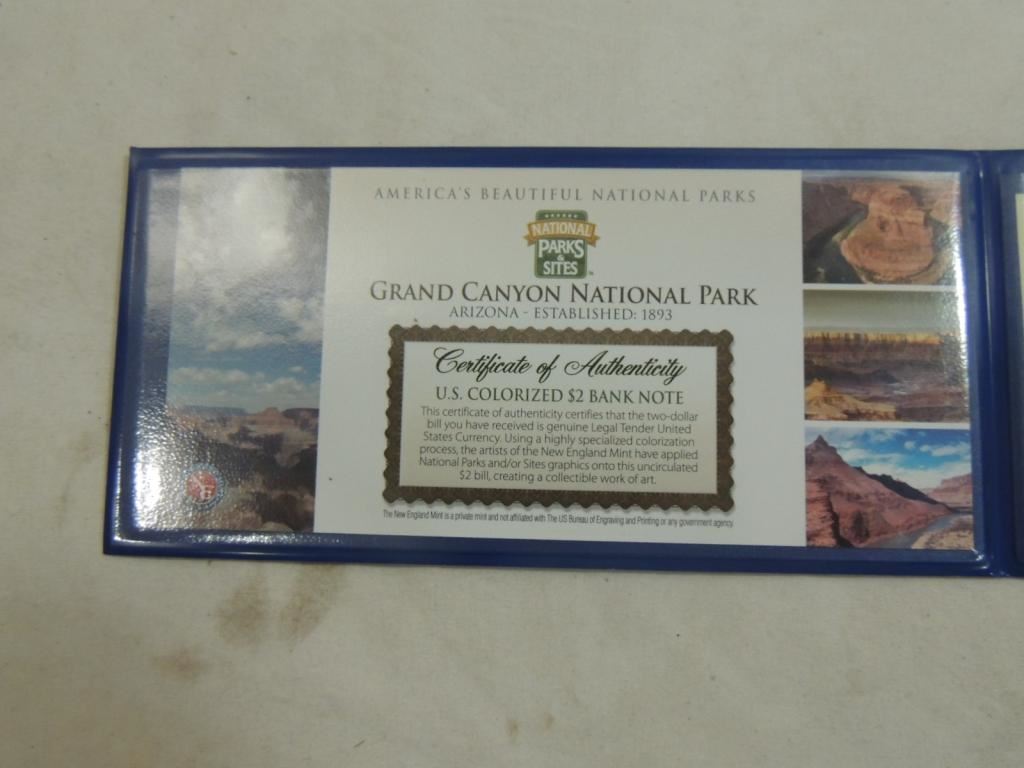 AMERICA'S BEAUTIFUL NATIONAL PARKS
NATIONAL
PARKS
&
SITES
GRAND CANYON NATIONAL PARK
ARIZONA - ESTABLISHED: 1893
Certificate of Authenticity
U.S. COLORIZED $2 BANK NOTE
This certificate of authenticity certifies that the two-dollar
bill you have received is genuine Legal Tender United
States Currency. Using a highly specialized colorization
process, the artists of the New England Mint have applied
National Parks and/or Sites graphics onto this uncirculated
$2 bill, creating a collectible work of art.
The New England Mint is a private mint and not affiliated with The US Bureau of Engraving and Printing or any government agency.